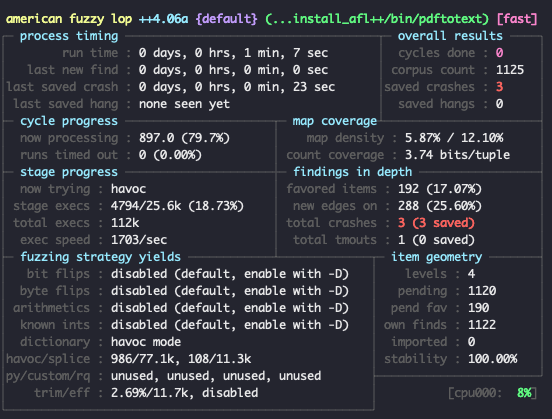 american fuzzy lop ++4.06a {default} (...install_afl++/bin/pdftotext) [fast]
process timing overall results
run time : 0 days, 0 hrs, 1 min, 7 sec cycles done : 0
last new find : 0 days, 0 hrs, 0 min, 0 sec corpus count : 1125
last saved crash : 0 days, 0 hrs, 0 min, 23 sec saved crashes : 3
last saved hang : none seen yet saved hangs : 0
cycle progress map coverage
now processing : 897.0 (79.7%) map density : 5.87% / 12.10%
runs timed out : 0 (0.00%) count coverage : 3.74 bits/tuple
stage progress findings in depth
now trying : havoc favored items : 192 (17.07%)
stage execs : 4794/25.6k (18.73%) new edges on : 288 (25.60%)
total execs : 112k total crashes : 3 (3 saved)
exec speed : 1703/sec total tmouts : 1 (0 saved)
fuzzing strategy yields item geometry
bit flips : disabled (default, enable with -D) levels : 4
byte flips : disabled (default, enable with -D) pending : 1120
arithmetics : disabled (default, enable with -D) pend fav : 190
known ints : disabled (default, enable with -D) own finds : 1122
dictionary : havoc mode imported : 0
havoc/splice : 986/77.1k, 108/11.3k stability : 100.00%
py/custom/rq : unused, unused, unused, unused
trim/eff : 2.69%/11.7k, disabled [cpu000: 8%]